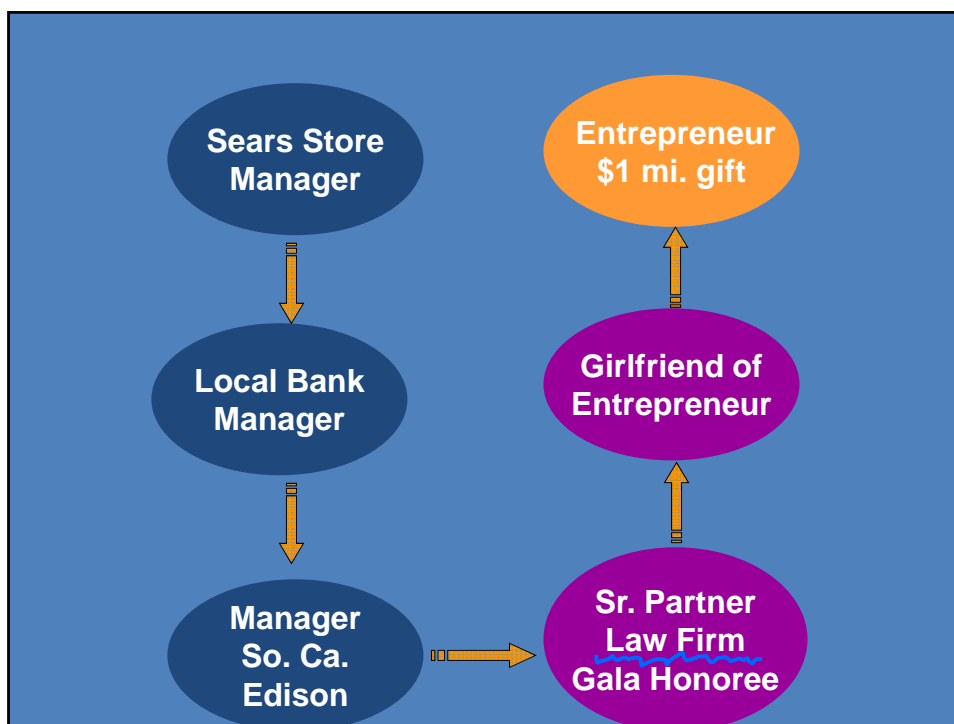 Sears Store
Manager
Local Bank
Manager
Manager
So. Ca.
Edison
Sr. Partner
Law Firm
Gala Honoree
Girlfriend of
Entrepreneur
Entrepreneur
$1 mi. gift